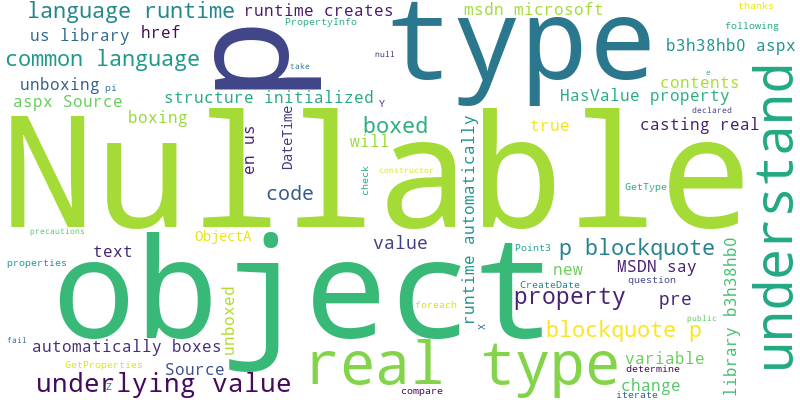 language runtime
runtime creates
PropertyInfo
msdn microsoft
thanks
following
us library
href
d
type
b3h38hb0 aspx
common language
null
take
e
unboxing
pi
contents
aspx Source
structure initialized
Y
HasValue property
declared
boxing
DateTime
en us
boxed
true
casting real
will
understand
Nullable
check
constructor
runtime automatically
code
GetType
precautions
ObjectA
value
text
object
Point3
p blockquote
properties
new
MSDN say
CreateDate
question
library b3h38hb0
unboxed
foreach
property
pre
public
X
blockquote p
fail
automatically boxes
GetProperties
Source
real type
variable
determine
underlying value
Z
compare
change
iterate